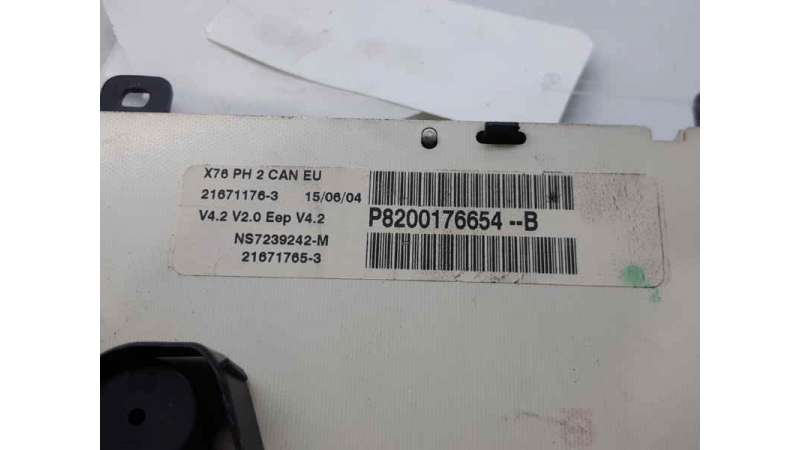 X76 PH 2 CAN EU
21671176-3 15/06/04
V4.2 V2.0 Eep V4.2
P8200176654 --B
NS7239242-M
21671765-3